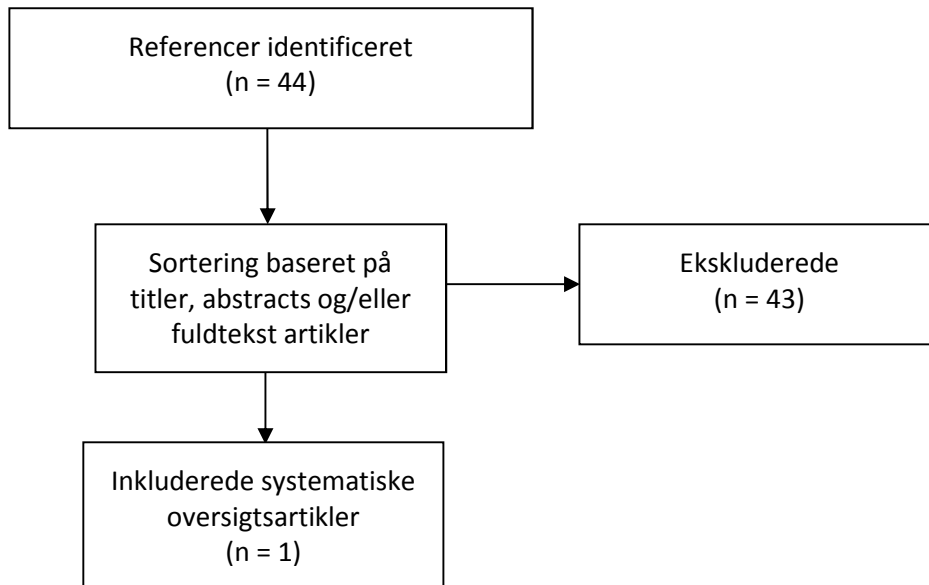 Referencer identificeret
(n = 44)
Sortering baseret på
titler, abstracts og/eller
fuldtekst artikler
Ekskluderede
(n = 43)
Inkluderede systematiske
oversigtsartikler
(n = 1)